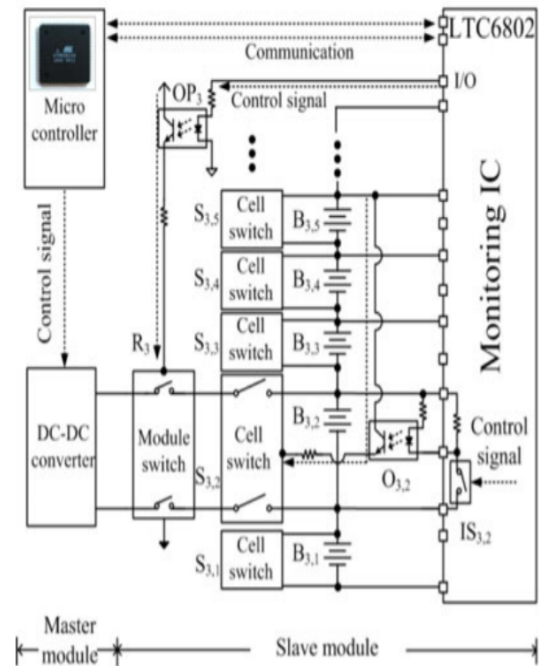 LTC6802
Communication
I/O
OP3
Control signal
Micro
controller
Control signal
S3,5
Cell
switch
B3,5
S3,4
Cell
switch
B3,4
R3
S3,3
Cell
switch
B3,3
Monitoring IC
DC-DC
converter
Module
switch
S3,2
Cell
switch
B3,2
O3,2
Control
signal
IS3,2
S3,1
Cell
switch
B3,1
Master
module
Slave module